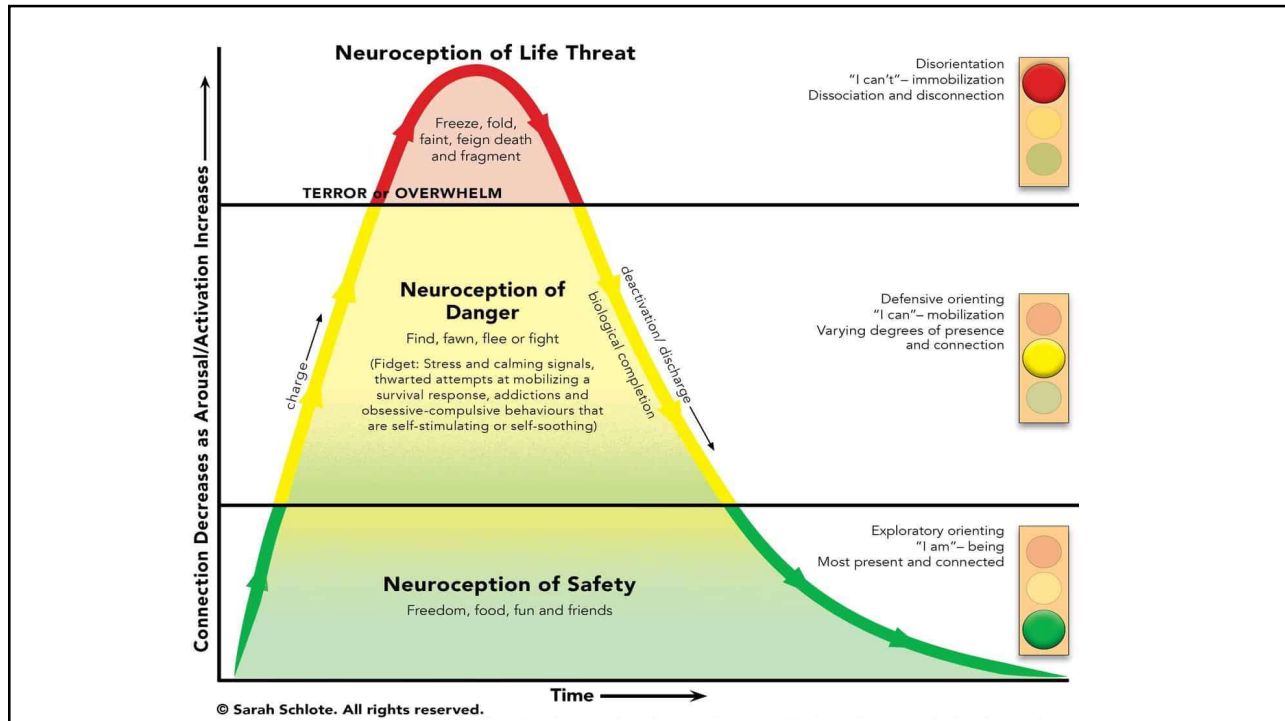 Neuroception of Life Threat
Freeze, fold,
faint, feign death
and fragment
TERROR or OVERWHELM
Disorientation
"I can't"– immobilization
Dissociation and disconnection
Connection Decreases as Arousal/Activation Increases
charge
Neuroception of
Danger
Find, fawn, flee or fight
(Fidget: Stress and calming signals,
thwarted attempts at mobilizing a
survival response, addictions and
obsessive-compulsive behaviours that
are self-stimulating or self-soothing)
deactivation/ discharge
biological completion
Defensive orienting
"I can"– mobilization
Varying degrees of presence
and connection
Neuroception of Safety
Freedom, food, fun and friends
Exploratory orienting
"I am"– being
Most present and connected
Time
© Sarah Schlote. All rights reserved.